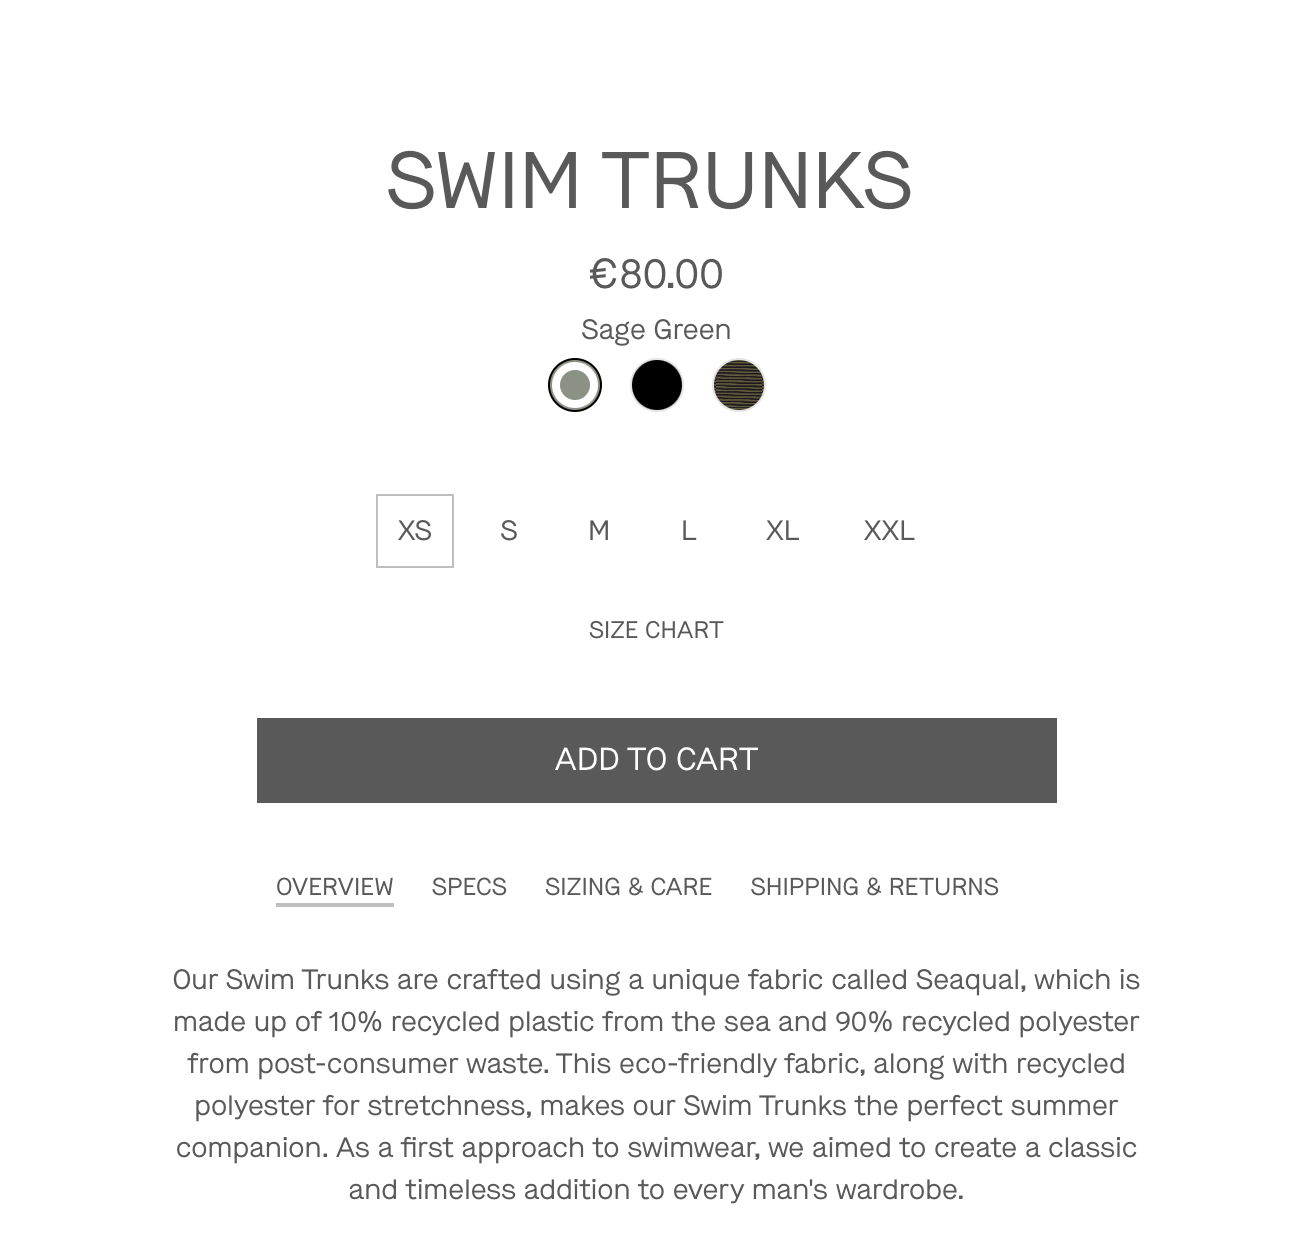 SWIM TRUNKS
€80.00
Sage Green
XS S M L XL XXL
SIZE CHART
ADD TO CART
OVERVIEW SPECS SIZING & CARE SHIPPING & RETURNS
Our Swim Trunks are crafted using a unique fabric called Seaqual, which is
made up of 10% recycled plastic from the sea and 90% recycled polyester
from post-consumer waste. This eco-friendly fabric, along with recycled
polyester for stretchness, makes our Swim Trunks the perfect summer
companion. As a first approach to swimwear, we aimed to create a classic
and timeless addition to every man's wardrobe.